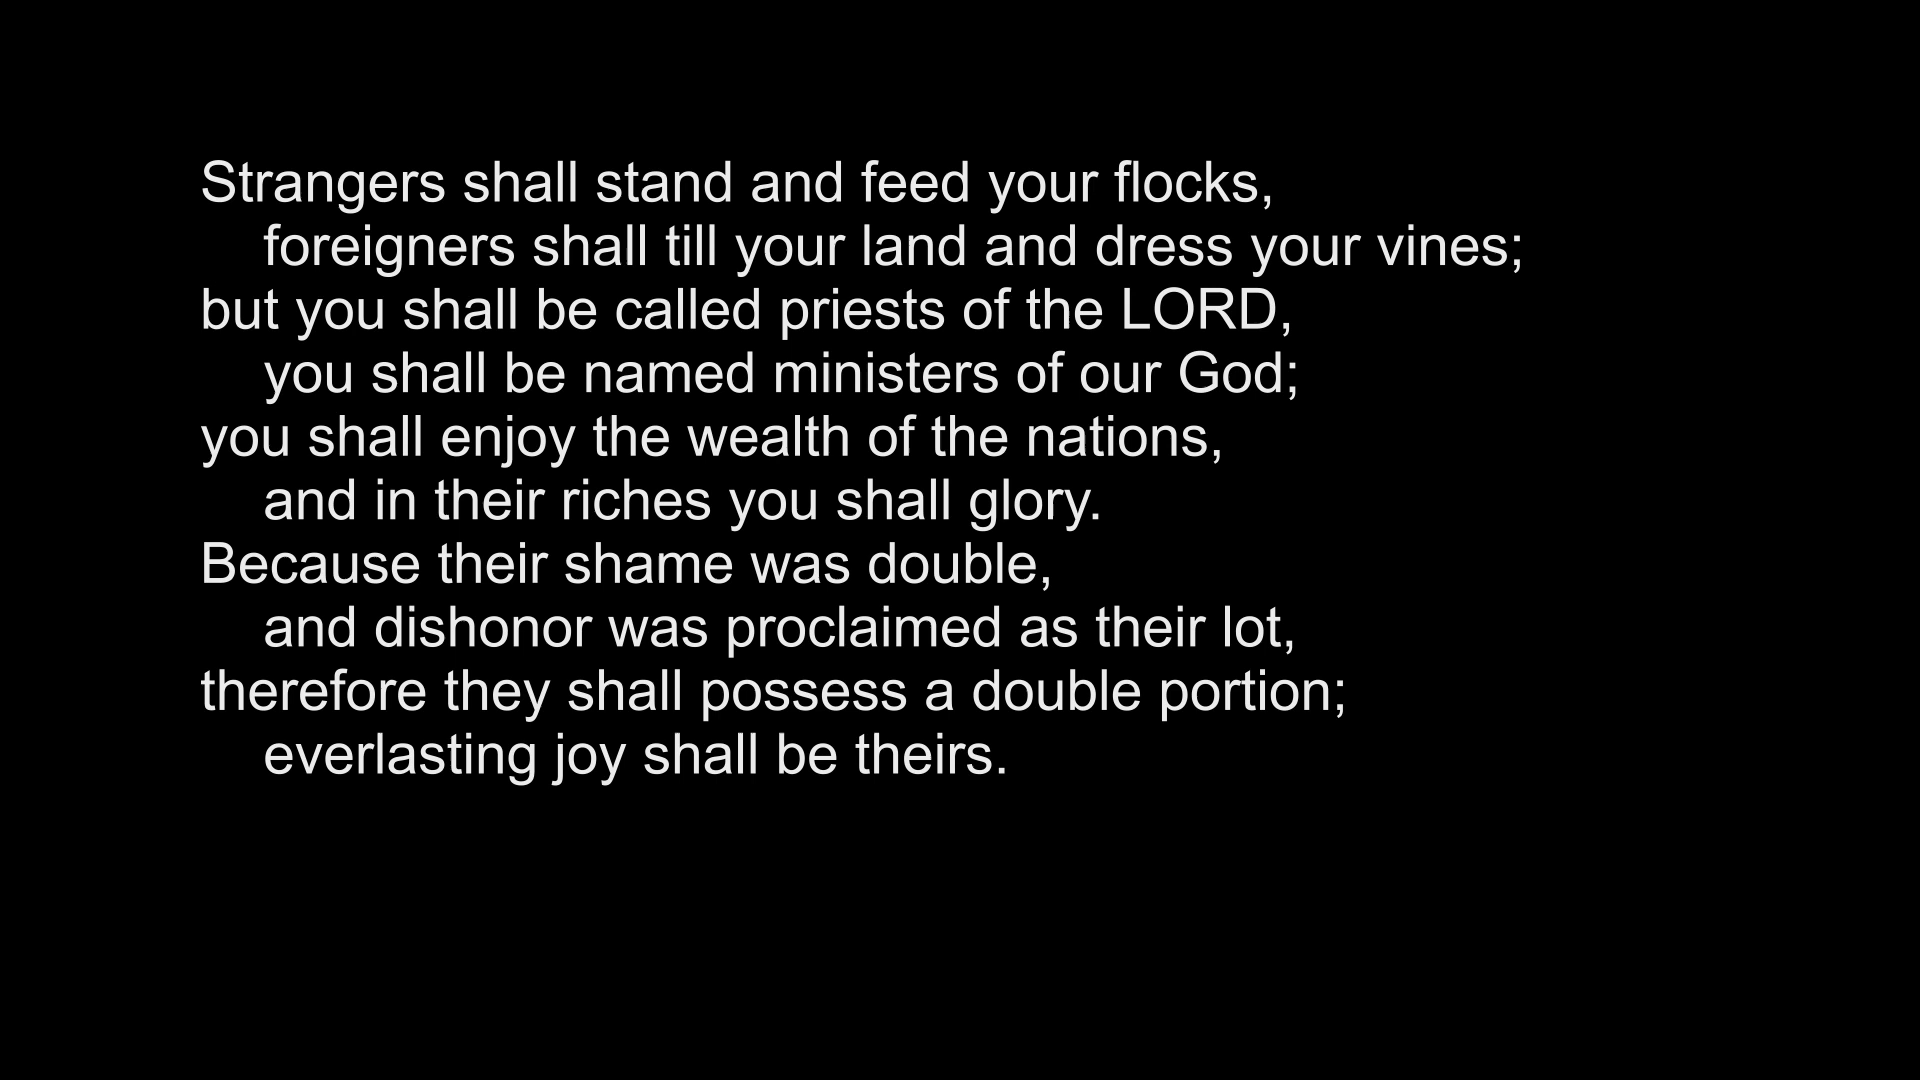 Strangers shall stand and feed your flocks,
foreigners shall till your land and dress your vines;
but you shall be called priests of the LORD,
you shall be named ministers of our God;
you shall enjoy the wealth of the nations,
and in their riches you shall glory.
Because their shame was double,
and dishonor was proclaimed as their lot,
therefore they shall possess a double portion;
everlasting joy shall be theirs.